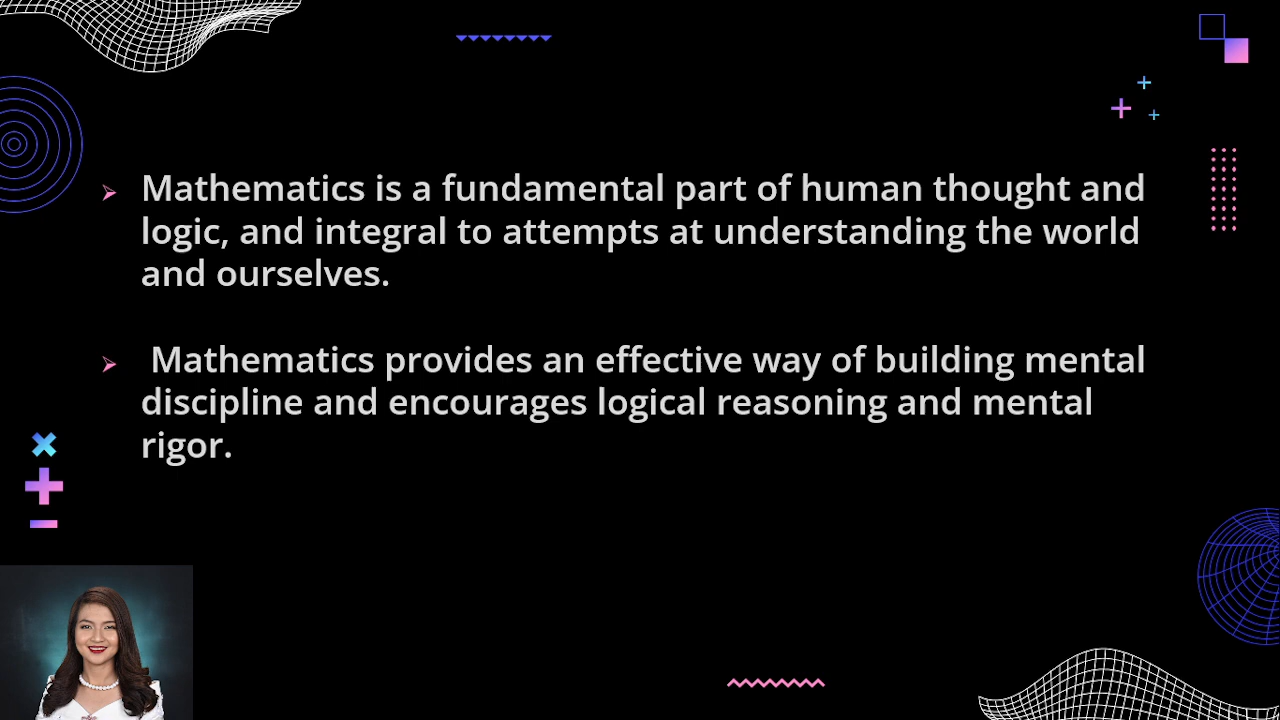 Mathematics is a fundamental part of human thought and
logic, and integral to attempts at understanding the world
and ourselves.
Mathematics provides an effective way of building mental
discipline and encourages logical reasoning and mental
rigor.